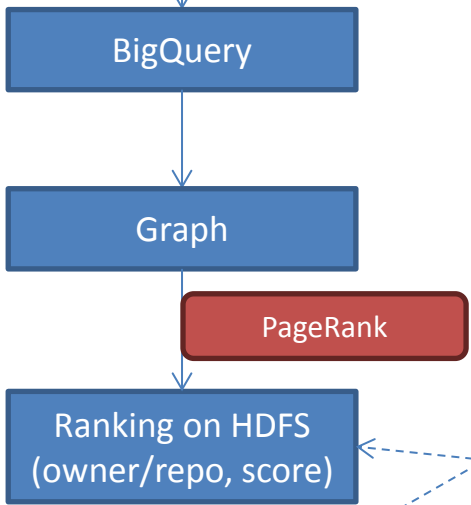 BigQuery
Graph
PageRank
Ranking on HDFS
(owner/repo, score)